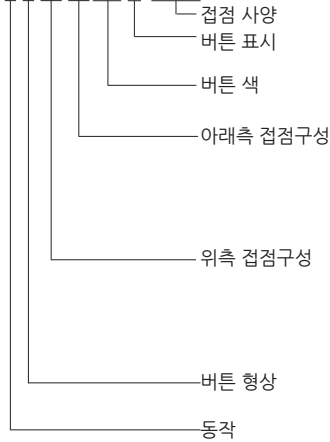 접점 사양
버튼 표시
버튼 색
아래측 접점구성
위측 접점구성
버튼 형상
동작